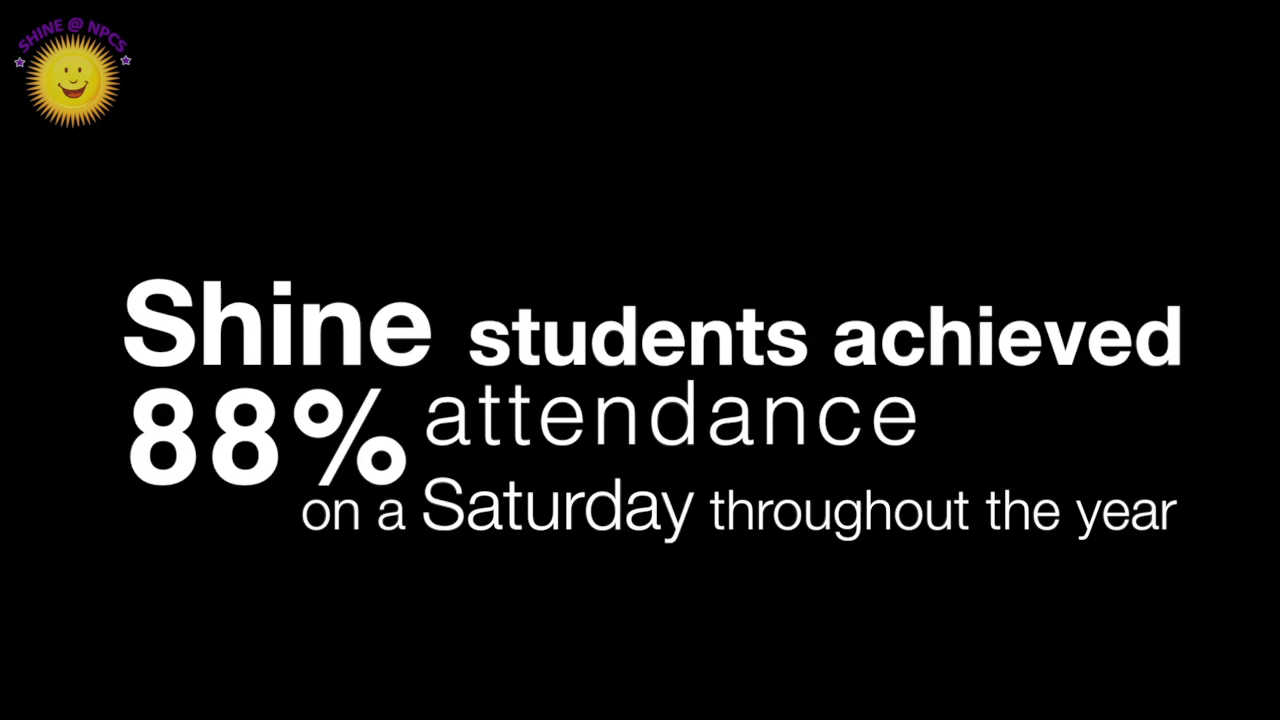 SHINE @ NPCS
Shine students achieved
88% attendance
on a Saturday throughout the year